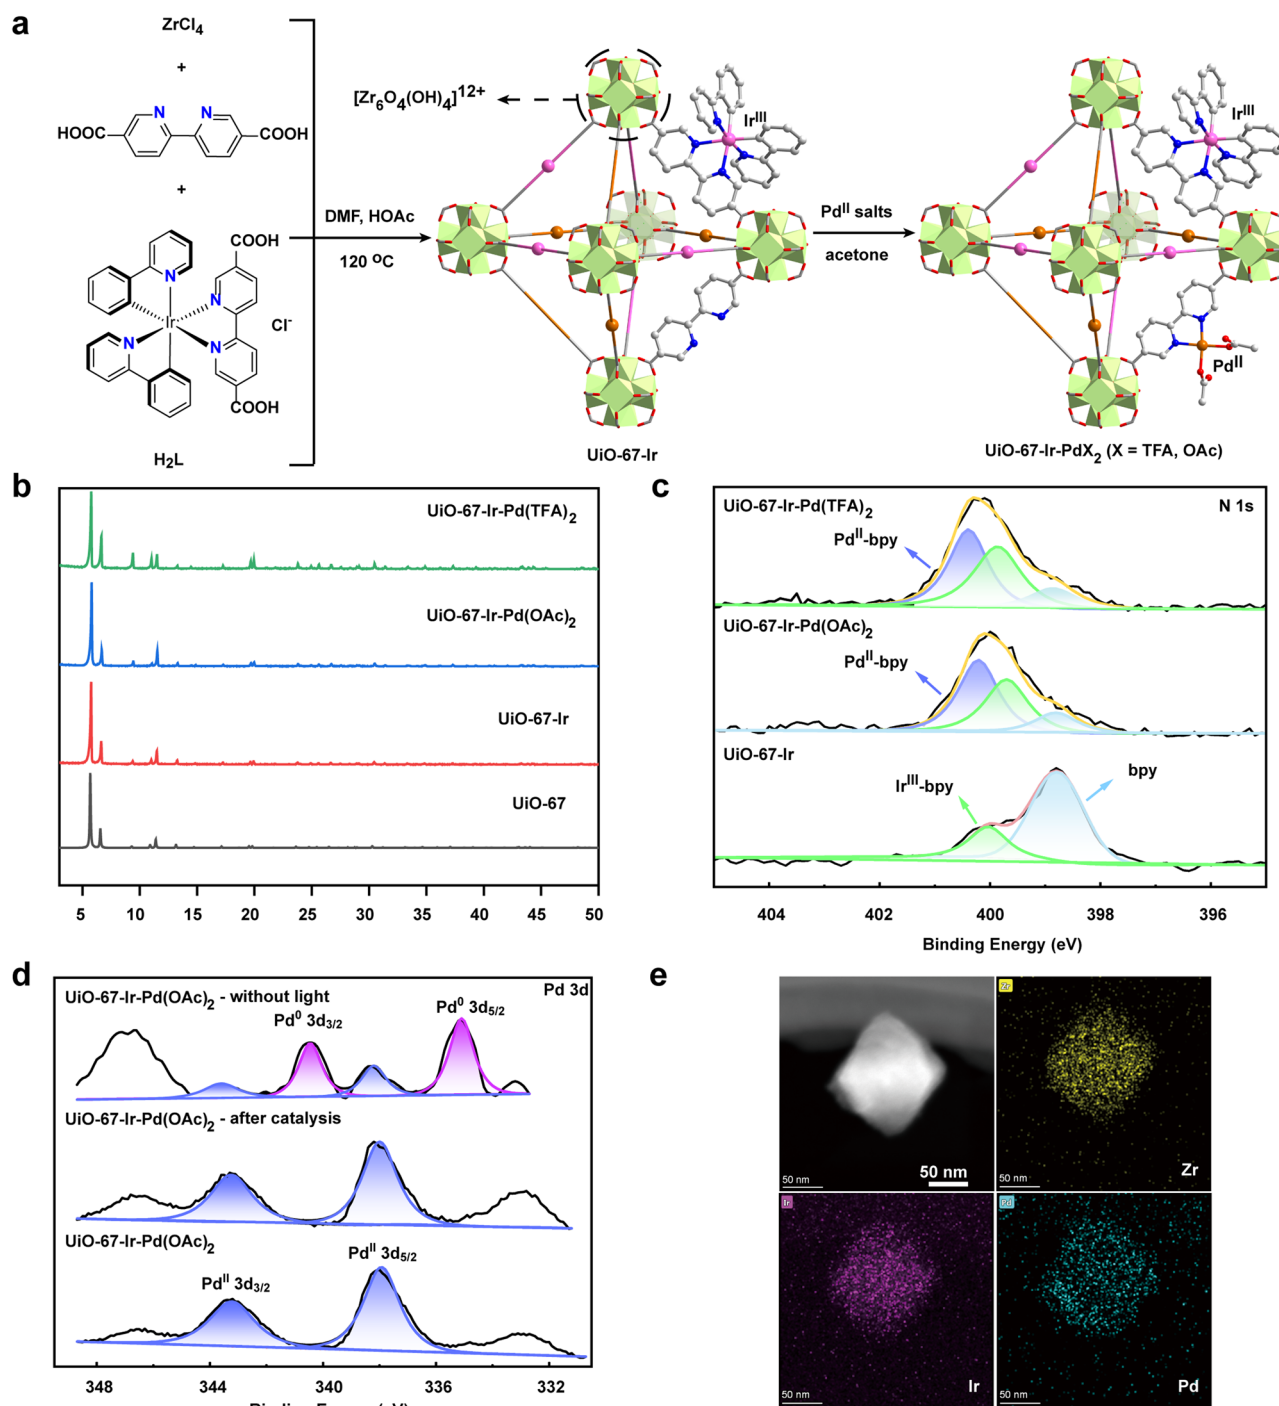 a
ZrCl4
+
N N
HOOC COOH
+
COOH
N
N
Ir
Cl-
N
N
COOH
H2L
DMF, HOAc
120 °C
[Zr6O4(OH)4]12+
IrIII
UiO-67-Ir
PdII salts
acetone
IrIII
PdII
UiO-67-Ir-PdX2 (X = TFA, OAc)
b
UiO-67-Ir-Pd(TFA)2
UiO-67-Ir-Pd(OAc)2
UiO-67-Ir
UiO-67
5 10 15 20 25 30 35 40 45 50
c
UiO-67-Ir-Pd(TFA)2
N 1s
PdII-bpy
UiO-67-Ir-Pd(OAc)2
PdII-bpy
UiO-67-Ir
IrIII-bpy
bpy
404 402 400 398 396
Binding Energy (eV)
d
UiO-67-Ir-Pd(OAc)2 - without light
Pd 3d
Pd0 3d3/2
Pd0 3d5/2
UiO-67-Ir-Pd(OAc)2 - after catalysis
UiO-67-Ir-Pd(OAc)2
PdII 3d3/2
PdII 3d5/2
348 344 340 336 332
Binding Energy (eV)
e
50 nm
50 nm
Zr
50 nm
Zr
Ir
50 nm
Ir
Pd
50 nm
Pd